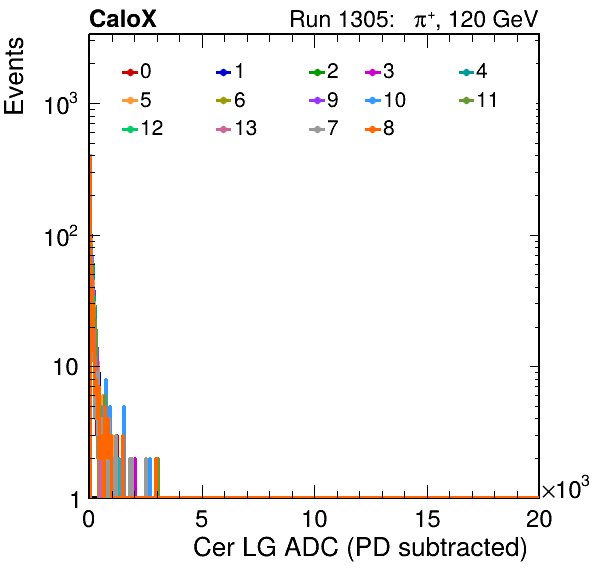 CaloX Run 1305: π⁺, 120 GeV
Events
0 1 2 3 4
5 6 9 10 11
12 13 7 8
10³
10²
10
1
0 5 10 15 20
×10³
Cer LG ADC (PD subtracted)